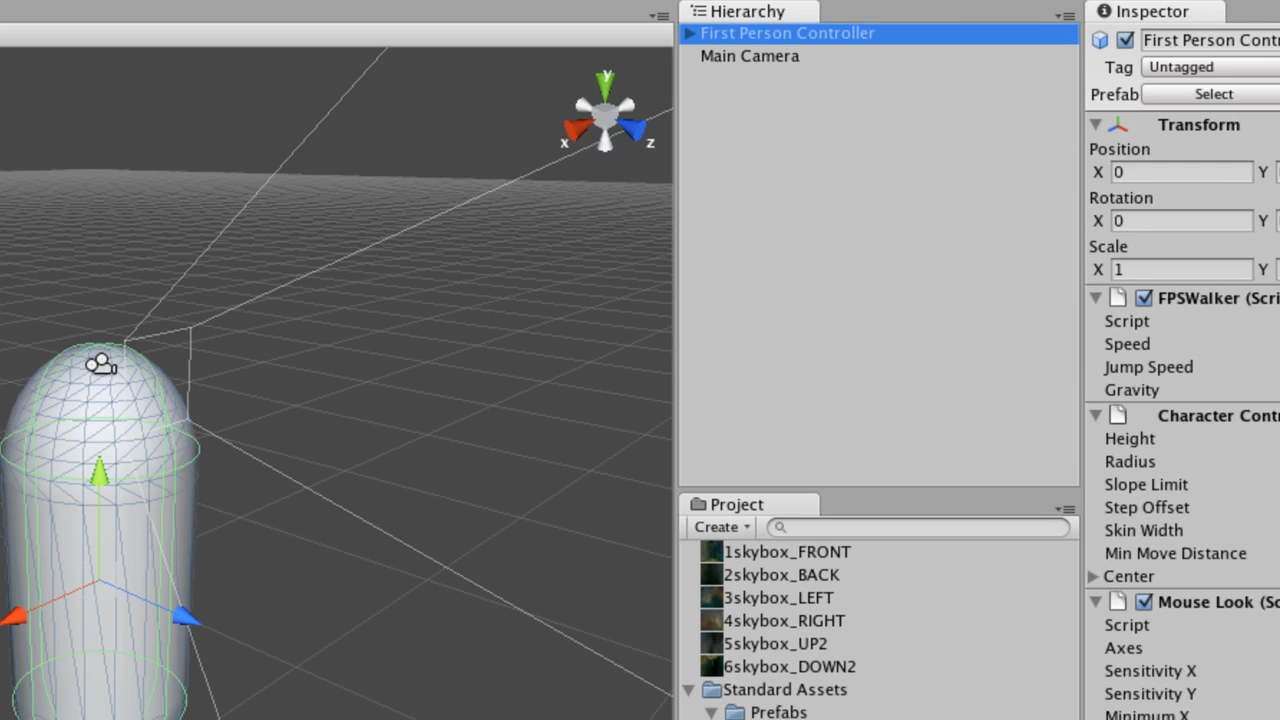 Hierarchy
First Person Controller
Main Camera
y
x
z
Project
Create
1skybox_FRONT
2skybox_BACK
3skybox_LEFT
4skybox_RIGHT
5skybox_UP2
6skybox_DOWN2
Standard Assets
Prefabs
Inspector
First Person Contr
Tag Untagged
Prefab Select
Transform
Position
X 0 Y
Rotation
X 0 Y
Scale
X 1 Y
FPSWalker (Scri
Script
Speed
Jump Speed
Gravity
Character Contr
Height
Radius
Slope Limit
Step Offset
Skin Width
Min Move Distance
Center
Mouse Look (Sc
Script
Axes
Sensitivity X
Sensitivity Y
Minimum X